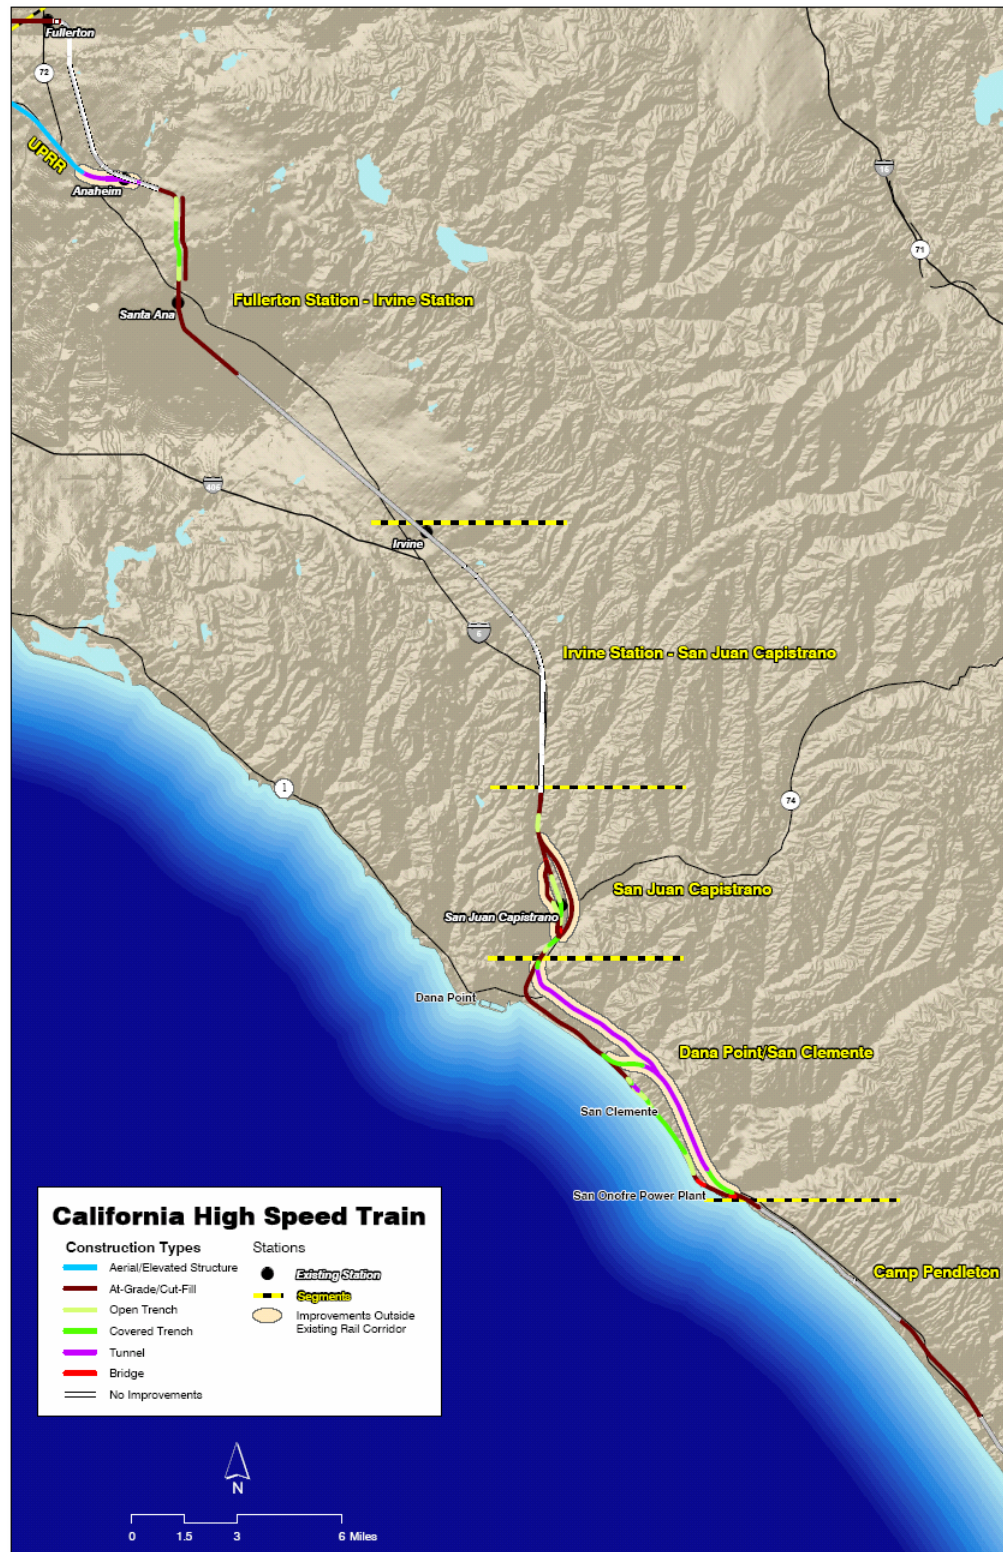 Fullerton
72
UPRR
Anaheim
15
71
Fullerton Station - Irvine Station
Santa Ana
405
Irvine
5
Irvine Station - San Juan Capistrano
1
74
San Juan Capistrano
San Juan Capistrano
Dana Point
Dana Point/San Clemente
San Clemente
San Onofre Power Plant
Camp Pendleton
California High Speed Train
Construction Types
Aerial/Elevated Structure
At-Grade/Cut-Fill
Open Trench
Covered Trench
Tunnel
Bridge
No Improvements
Stations
Existing Station
Segments
Improvements Outside
Existing Rail Corridor
N
0 1.5 3 6 Miles